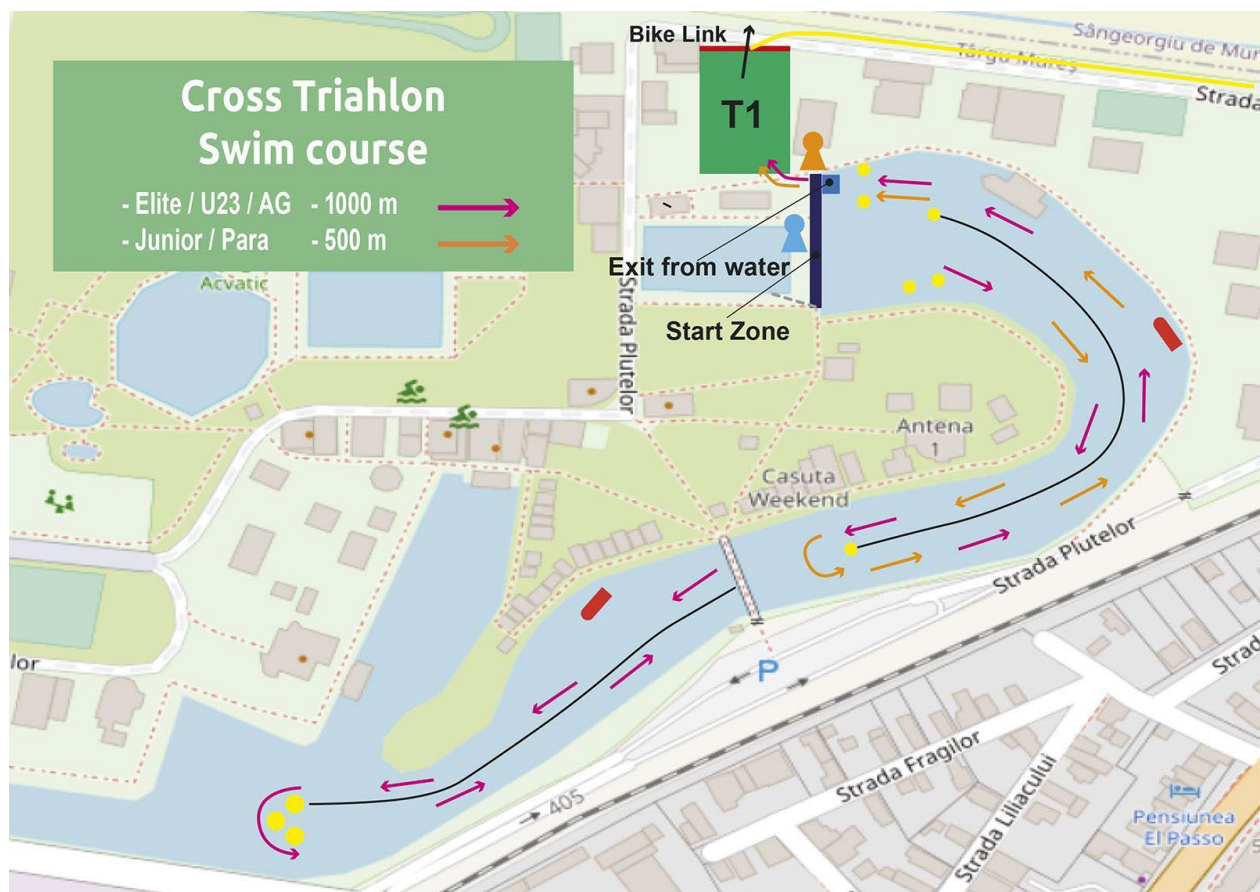 Bike Link
Sângeorgiu de Mur
Târgu Mureș
Strada
T1
Cross Triahlon
Swim course
- Elite / U23 / AG - 1000 m
- Junior / Para - 500 m
Acvatic
Exit from water
Start Zone
Strada Plutelor
Antena
1
Casuta
Weekend
Strada Plutelor
lor
P
405
Strada Fragilor
Strada Liliacului
Strad
Pensiunea
El Passo
S